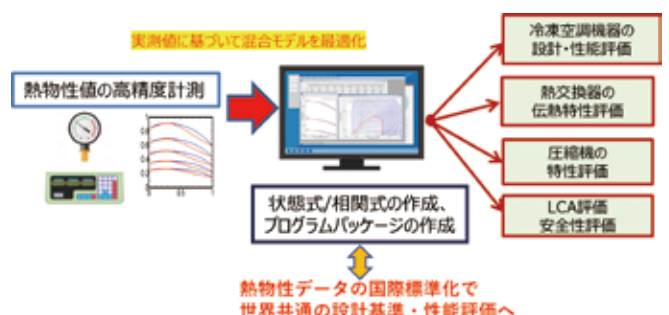 実測値に基づいて混合モデルを最適化
熱物性値の高精度計測
状態式/相関式の作成、
プログラムパッケージの作成
熱物性データの国際標準化で
世界共通の設計基準・性能評価へ
冷凍空調機器の
設計・性能評価
熱交換器の
伝熱特性評価
圧縮機の
特性評価
LCA評価
安全性評価